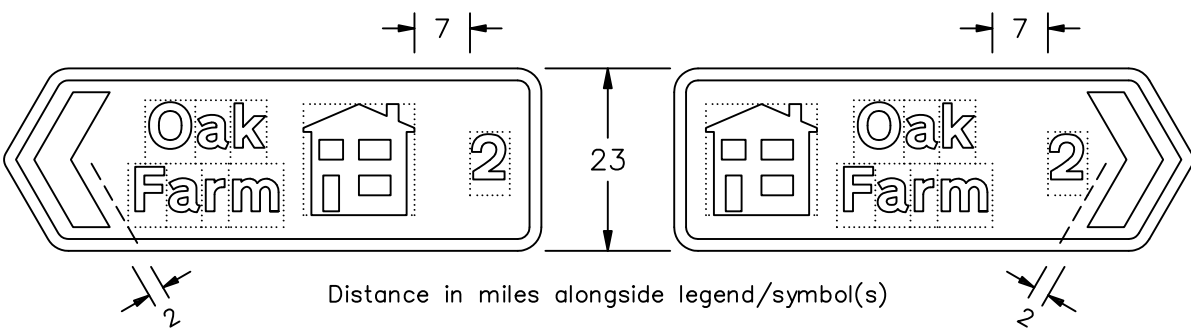 7 7
Oak Oak
Farm 2 23 Farm 2
2 Distance in miles alongside legend/symbol(s) 2